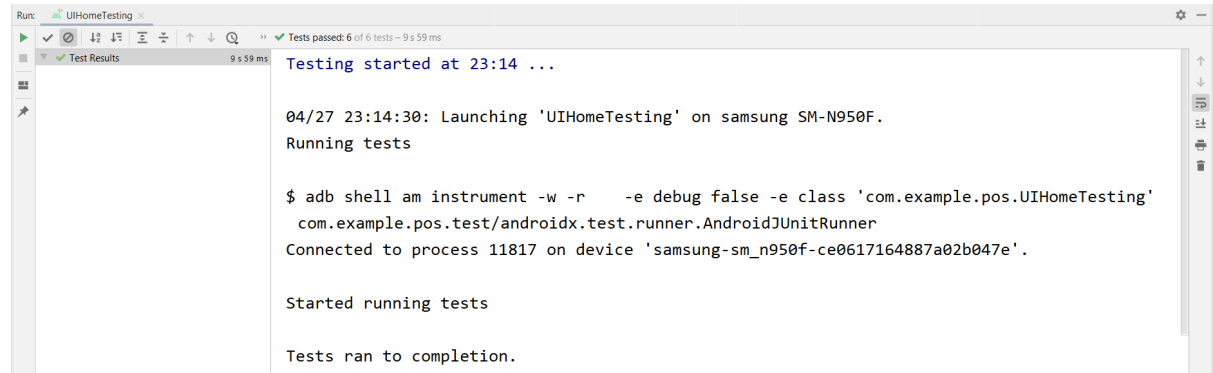 Run: UIHomeTesting
Tests passed: 6 of 6 tests – 9 s 59 ms
Test Results 9 s 59 ms
Testing started at 23:14 ...
04/27 23:14:30: Launching 'UIHomeTesting' on samsung SM-N950F.
Running tests
$ adb shell am instrument -w -r    -e debug false -e class 'com.example.pos.UIHomeTesting'
com.example.pos.test/androidx.test.runner.AndroidJUnitRunner
Connected to process 11817 on device 'samsung-sm_n950f-ce0617164887a02b047e'.
Started running tests
Tests ran to completion.